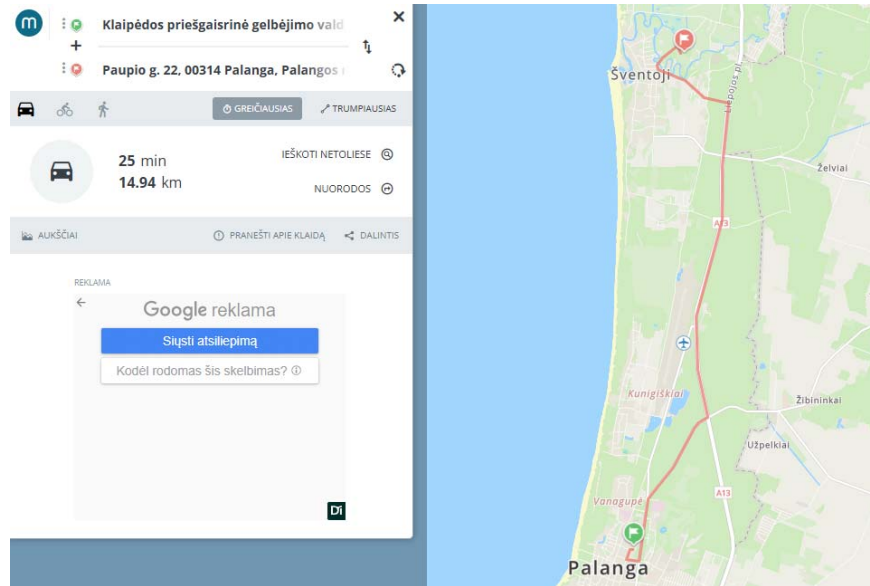 m
Klaipėdos priešgaisrinė gelbėjimo vald
Paupio g. 22, 00314 Palanga, Palangos
GREIČIAUSIAS
TRUMPIAUSIAS
25 min
14.94 km
IEŠKOTI NETOLIESE
NUORODOS
AUKŠČIAI
PRANEŠTI APIE KLAIDĄ
DALINTIS
REKLAMA
Google reklama
Siųsti atsiliepimą
Kodėl rodomas šis skelbimas?
Di
Šventoji
Liepojos pl.
Želviai
A13
Kunigiškiai
Žibininkai
Užpelkiai
A13
Vanagupė
Palanga